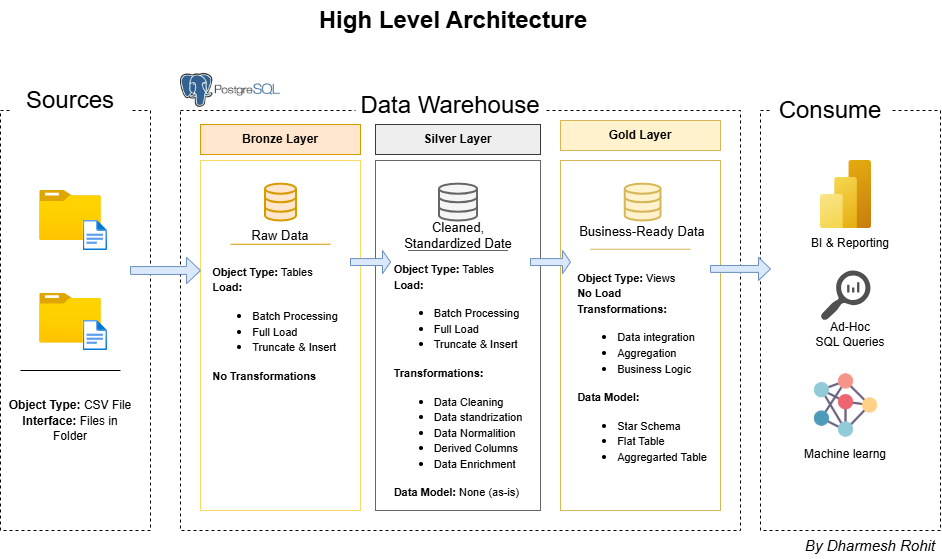 High Level Architecture
Sources
Object Type: CSV File
Interface: Files in
Folder
PostgreSQL
Data Warehouse
Bronze Layer
Raw Data
Object Type: Tables
Load:
• Batch Processing
• Full Load
• Truncate & Insert
No Transformations
Silver Layer
Cleaned,
Standardized Date
Object Type: Tables
Load:
• Batch Processing
• Full Load
• Truncate & Insert
Transformations:
• Data Cleaning
• Data standrization
• Data Normalition
• Derived Columns
• Data Enrichment
Data Model: None (as-is)
Gold Layer
Business-Ready Data
Object Type: Views
No Load
Transformations:
• Data integration
• Aggregation
• Business Logic
Data Model:
• Star Schema
• Flat Table
• Aggregarted Table
Consume
BI & Reporting
Ad-Hoc
SQL Queries
Machine learng
By Dharmesh Rohit